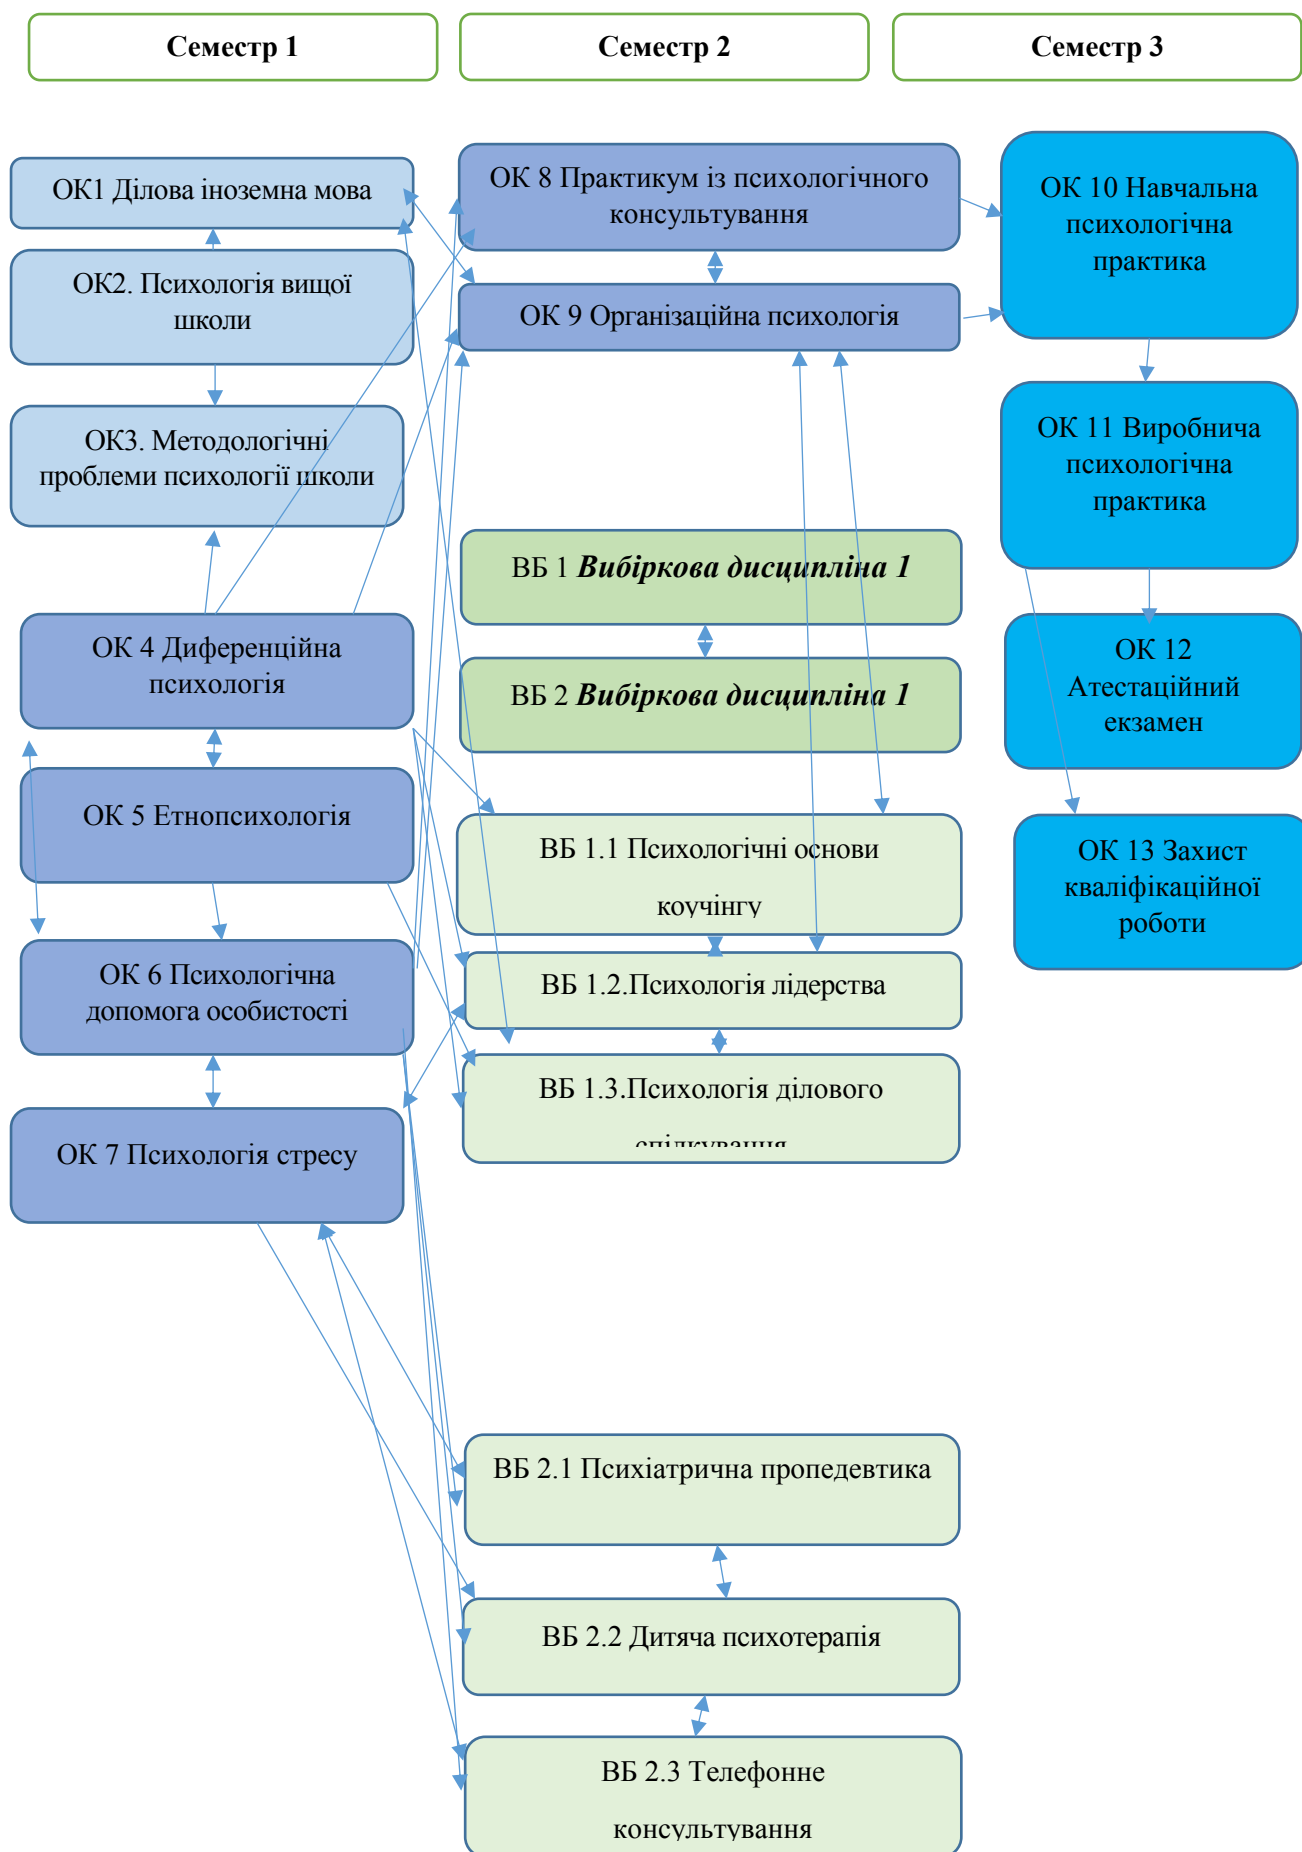 Семестр 1
Семестр 2
Семестр 3
ОК1 Ділова іноземна мова
ОК2. Психологія вищої
школи
ОК3. Методологічні
проблеми психології школи
ОК 4 Диференційна
психологія
ОК 5 Етнопсихологія
ОК 6 Психологічна
допомога особистості
ОК 7 Психологія стресу
ОК 8 Практикум із психологічного
консультування
ОК 9 Організаційна психологія
ВБ 1 Вибіркова дисципліна 1
ВБ 2 Вибіркова дисципліна 1
ВБ 1.1 Психологічні основи
коучінгу
ВБ 1.2.Психологія лідерства
ВБ 1.3.Психологія ділового
спілкування
ВБ 2.1 Психіатрична пропедевтика
ВБ 2.2 Дитяча психотерапія
ВБ 2.3 Телефонне
консультування
ОК 10 Навчальна
психологічна
практика
ОК 11 Виробнича
психологічна
практика
ОК 12
Атестаційний
екзамен
ОК 13 Захист
кваліфікаційної
роботи